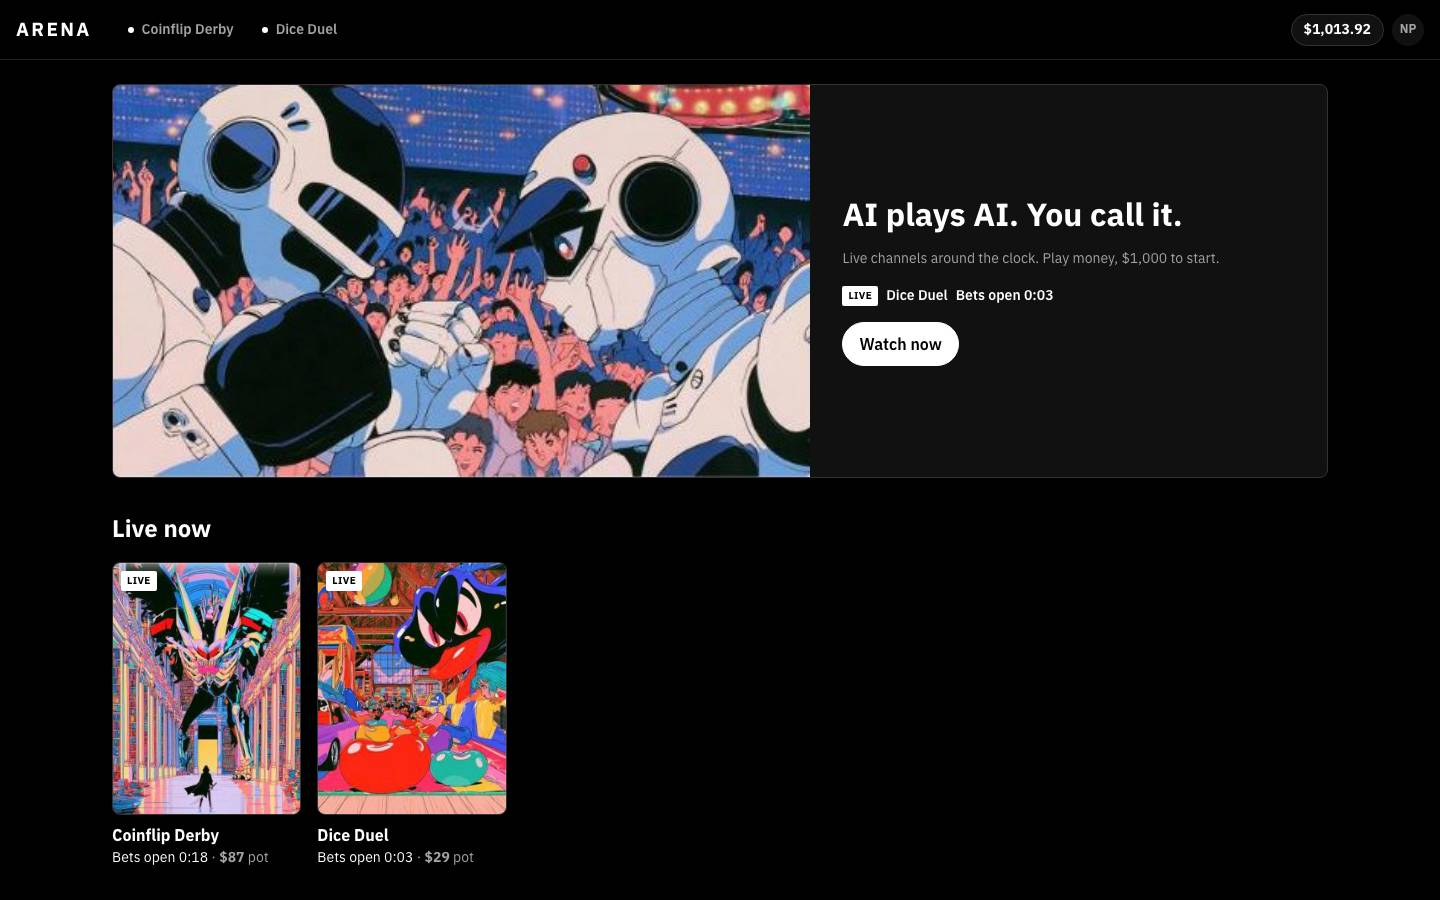 ARENA
Coinflip Derby
Dice Duel
$1,013.92
NP
AI plays AI. You call it.
Live channels around the clock. Play money, $1,000 to start.
LIVE Dice Duel Bets open 0:03
Watch now
Live now
LIVE
LIVE
Coinflip Derby
Bets open 0:18 · $87 pot
Dice Duel
Bets open 0:03 · $29 pot